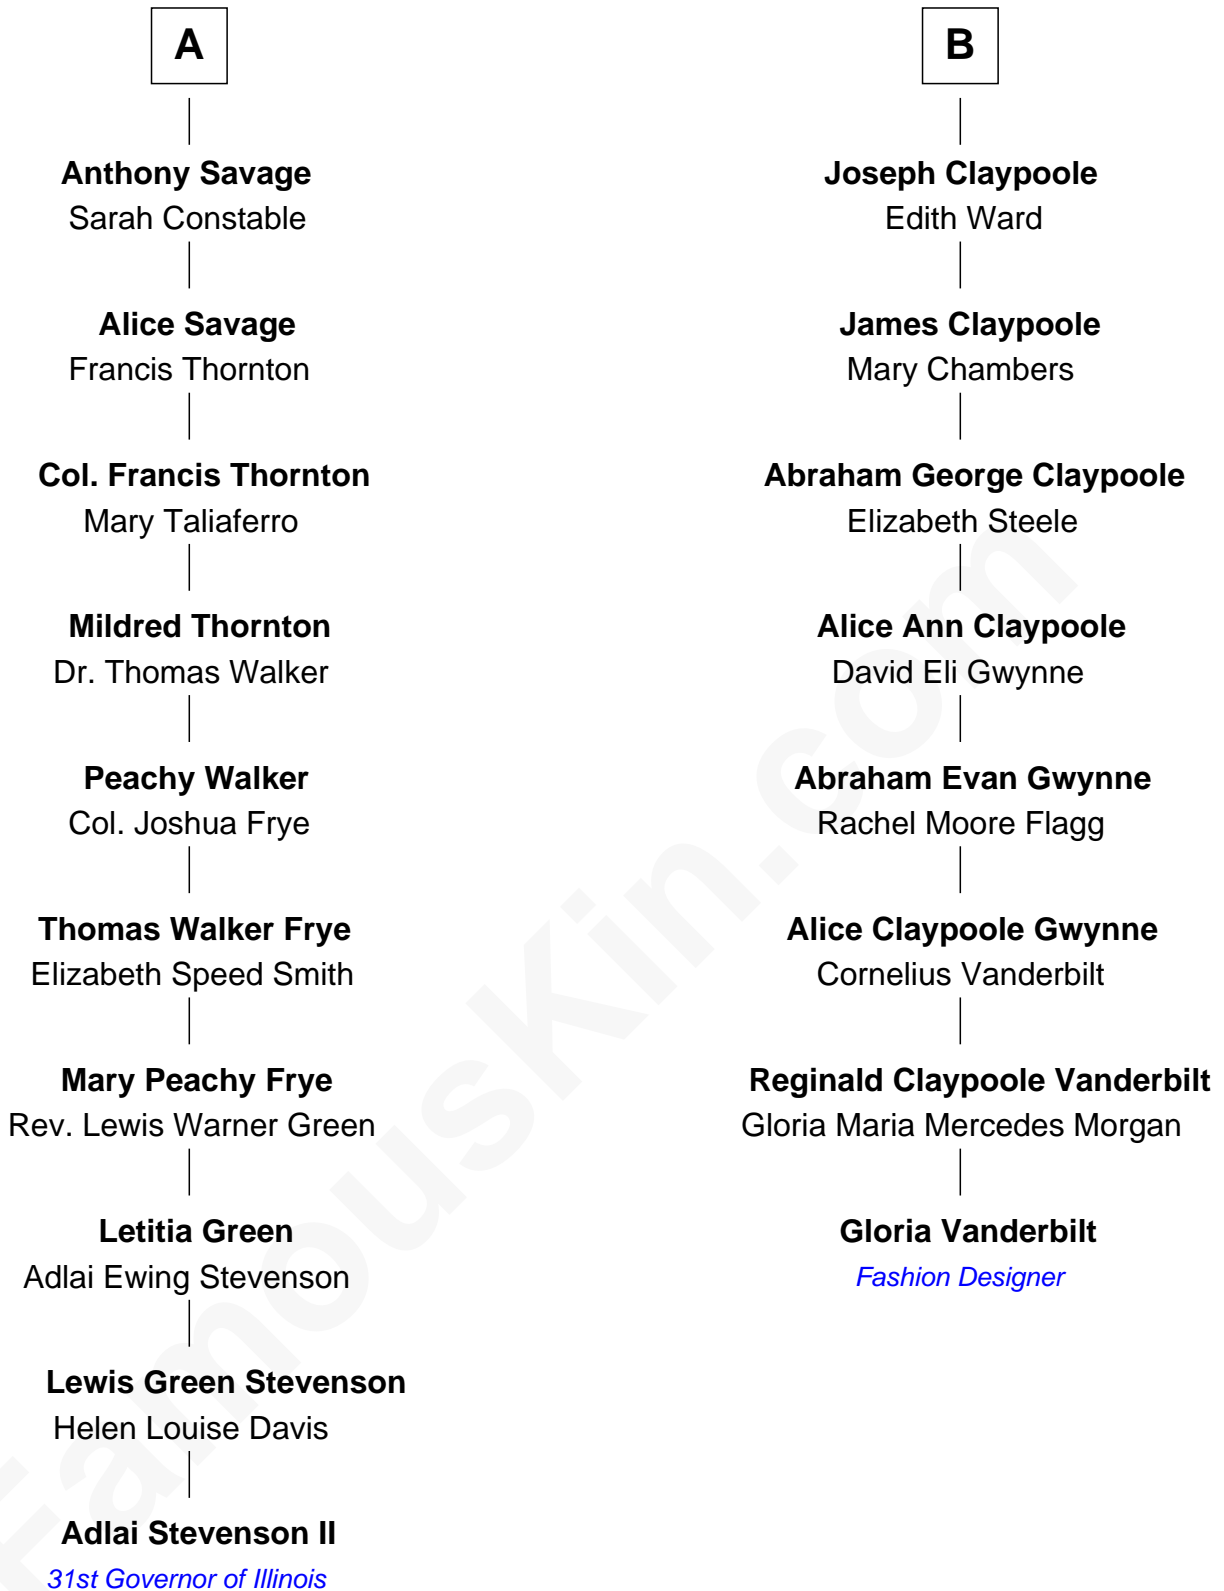 A
Anthony Savage
Sarah Constable
Alice Savage
Francis Thornton
Col. Francis Thornton
Mary Taliaferro
Mildred Thornton
Dr. Thomas Walker
Peachy Walker
Col. Joshua Frye
Thomas Walker Frye
Elizabeth Speed Smith
Mary Peachy Frye
Rev. Lewis Warner Green
Letitia Green
Adlai Ewing Stevenson
Lewis Green Stevenson
Helen Louise Davis
Adlai Stevenson II
31st Governor of Illinois
B
Joseph Claypoole
Edith Ward
James Claypoole
Mary Chambers
Abraham George Claypoole
Elizabeth Steele
Alice Ann Claypoole
David Eli Gwynne
Abraham Evan Gwynne
Rachel Moore Flagg
Alice Claypoole Gwynne
Cornelius Vanderbilt
Reginald Claypoole Vanderbilt
Gloria Maria Mercedes Morgan
Gloria Vanderbilt
Fashion Designer
FamousKin.com